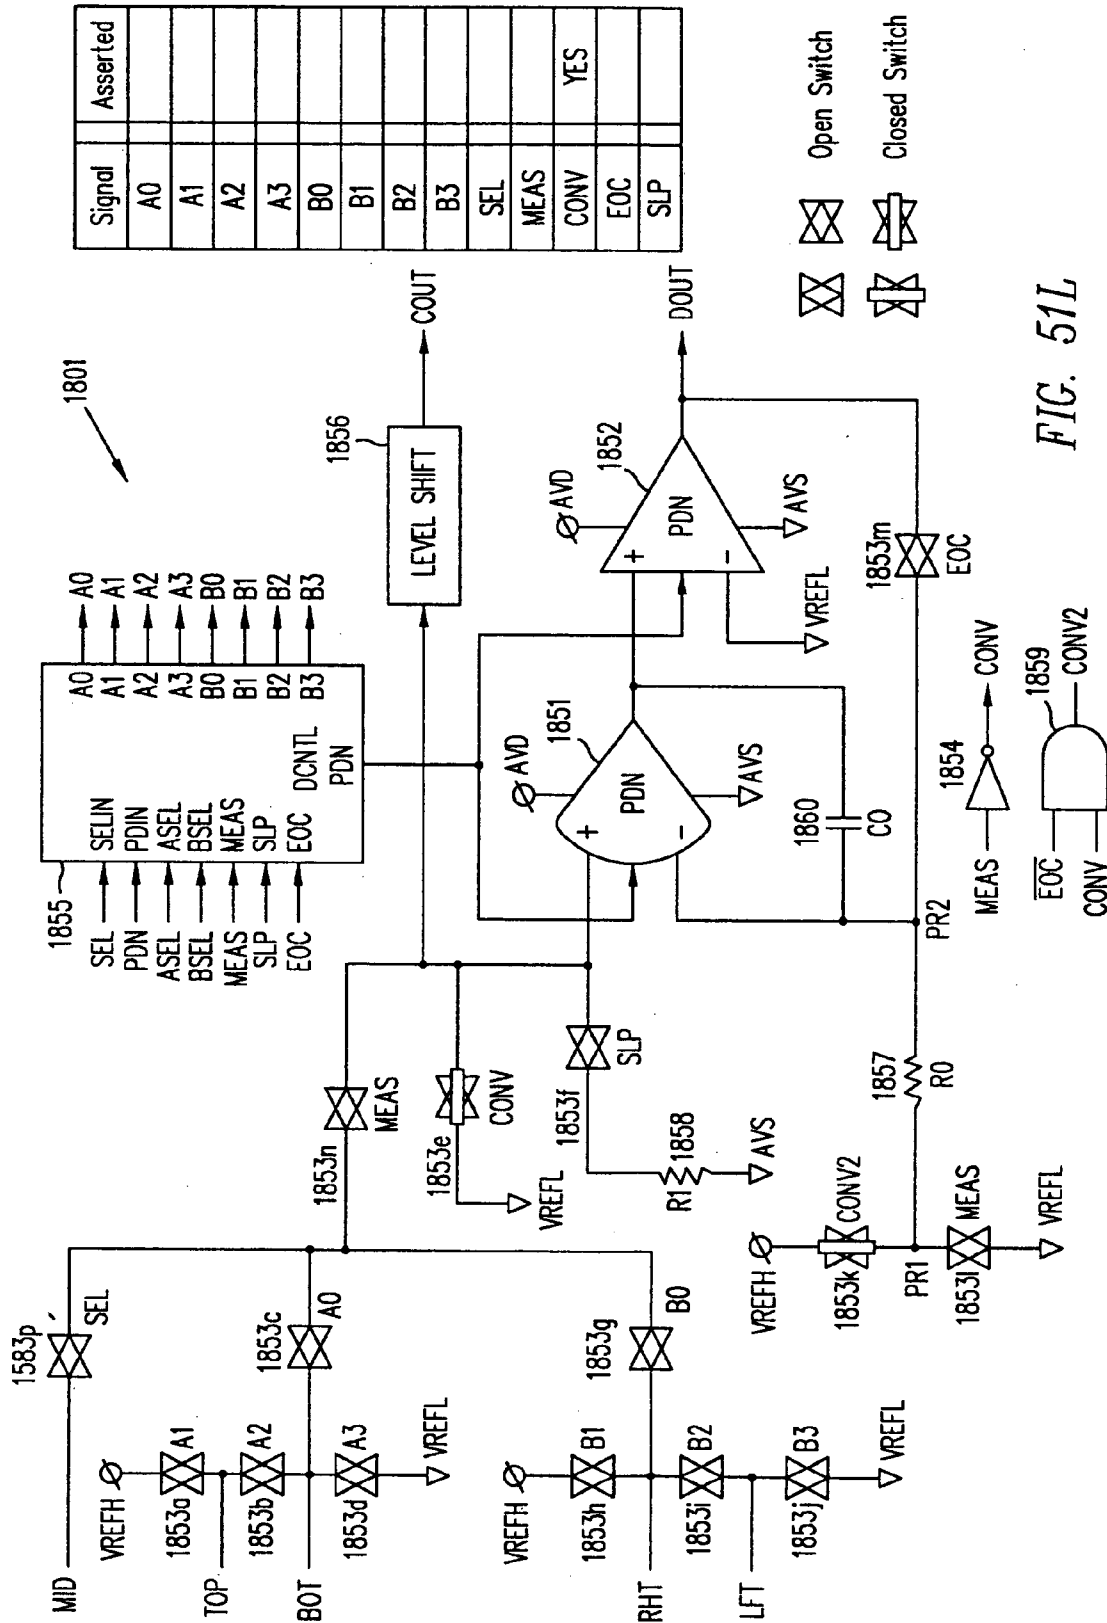 1801
Signal Asserted
A0
A1
A2
A3
B0
B1
B2
B3
SEL
MEAS
CONV YES
EOC
SLP
1855
SEL SELIN
PDN PDIN
ASEL ASEL
BSEL BSEL
MEAS MEAS
SLP SLP
EOC EOC
A0 A0
A1 A1
A2 A2
A3 A3
B0 B0
B1 B1
B2 B2
B3 B3
DCNTL
PDN
1856
LEVEL SHIFT
COUT
MID
1583p
SEL
VREFH
1853a
A1
TOP
1853b
A2
BOT
1853c
A0
1853d
A3
VREFL
VREFH
1853h
B1
RHT
1853g
B0
1853i
B2
LFT
1853j
B3
VREFL
1853n
MEAS
1853e
CONV
VREFL
1853f
SLP
R1
1858
AVS
AVD
1851
+
PDN
-
AVS
1860
C0
AVD
1852
+
PDN
-
AVS
VREFL
DOUT
VREFH
1853k
CONV2
PR1
1853l
MEAS
VREFL
1857
R0
PR2
1853m
EOC
MEAS
1854
CONV
EOC
CONV
1859
CONV2
Open Switch
Closed Switch
FIG. 51L